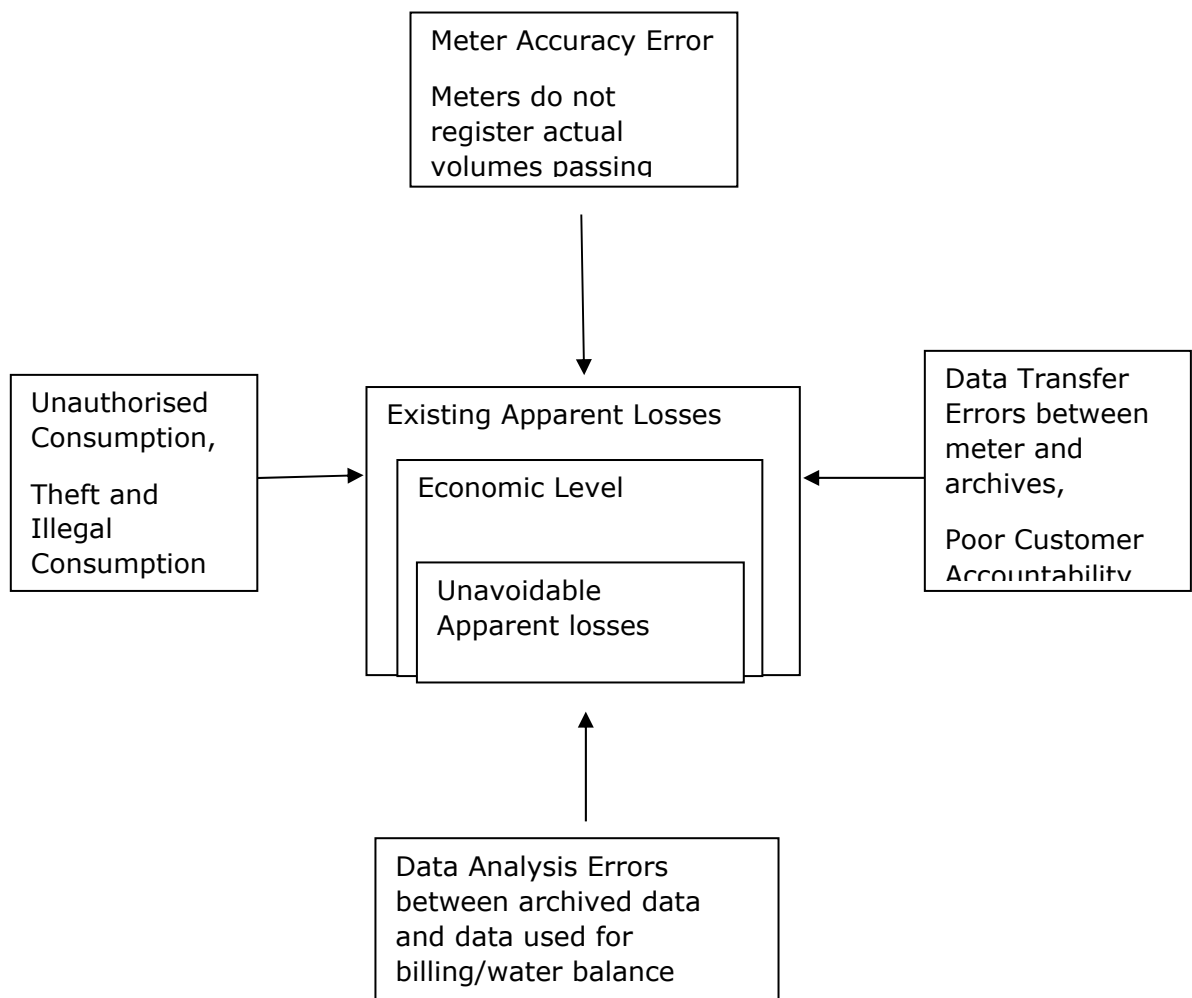 Meter Accuracy Error
Meters do not
register actual
volumes passing
Unauthorised
Consumption,
Theft and
Illegal
Consumption
Existing Apparent Losses
Economic Level
Unavoidable
Apparent losses
Data Transfer
Errors between
meter and
archives,
Poor Customer
Accountability
Data Analysis Errors
between archived data
and data used for
billing/water balance